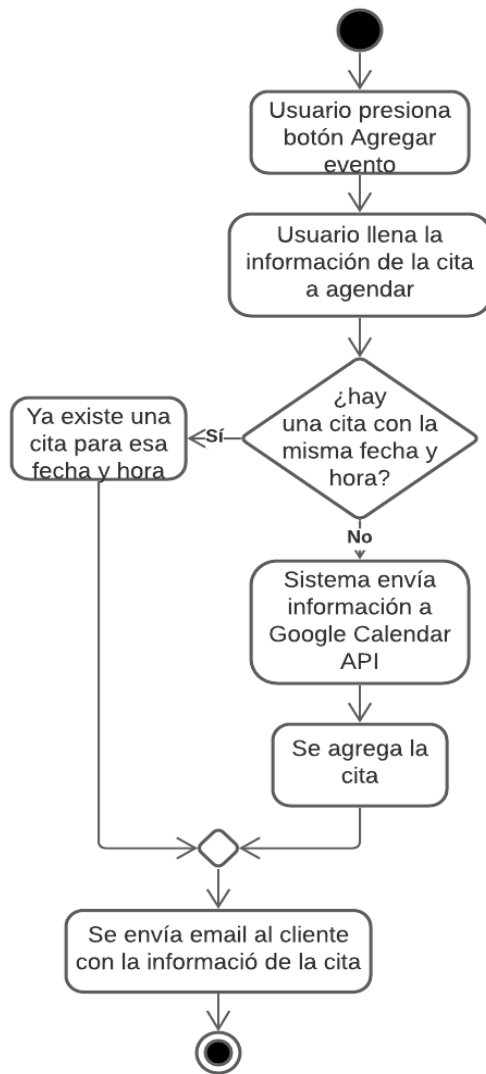 Usuario presiona
botón Agregar
evento
Usuario llena la
información de la cita
a agendar
¿hay
una cita con la
misma fecha y
hora?
Sí
Ya existe una
cita para esa
fecha y hora
No
Sistema envía
información a
Google Calendar
API
Se agrega la
cita
Se envía email al cliente
con la informació de la cita